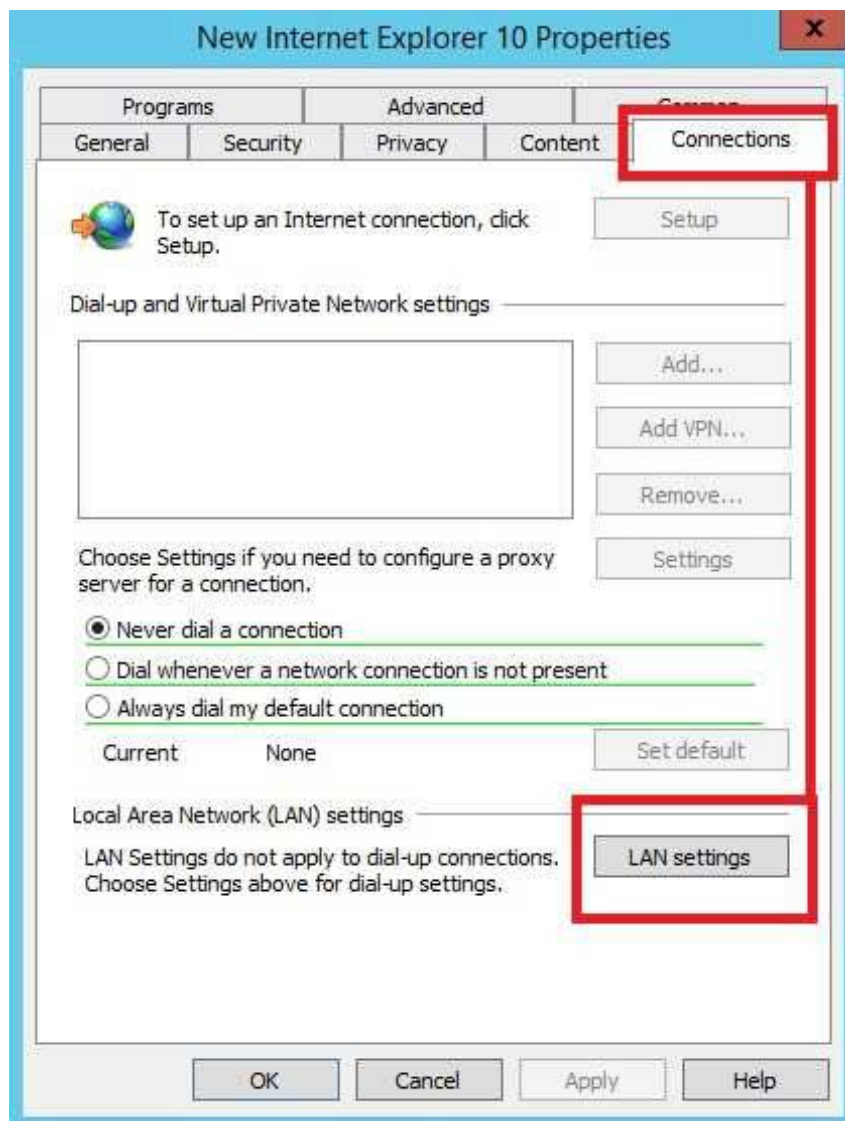 New Internet Explorer 10 Properties
x
Programs
Advanced
Common
General
Security
Privacy
Content
Connections
To set up an Internet connection, click
Setup.
Setup
Dial-up and Virtual Private Network settings
Add...
Add VPN...
Remove...
Choose Settings if you need to configure a proxy
server for a connection.
Settings
Never dial a connection
Dial whenever a network connection is not present
Always dial my default connection
Current None
Set default
Local Area Network (LAN) settings
LAN Settings do not apply to dial-up connections.
Choose Settings above for dial-up settings.
LAN settings
OK
Cancel
Apply
Help